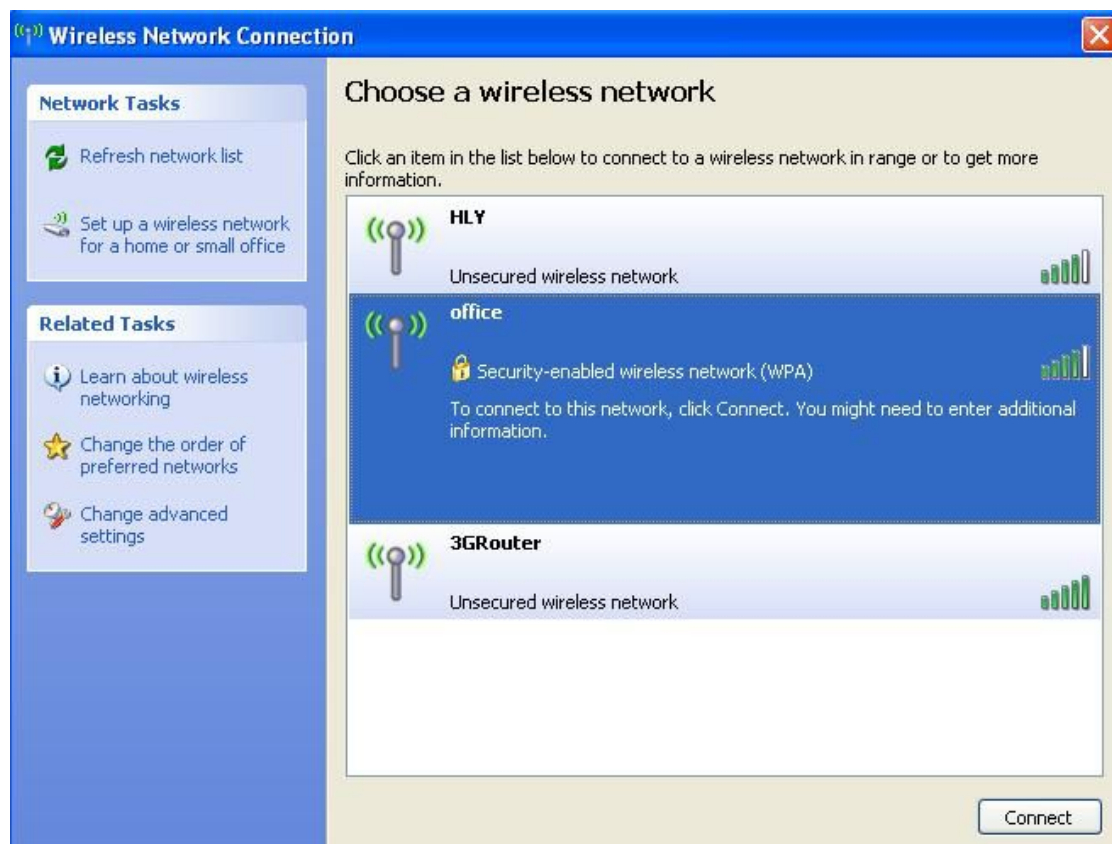 Wireless Network Connection
Network Tasks
Refresh network list
Set up a wireless network
for a home or small office
Related Tasks
Learn about wireless
networking
Change the order of
preferred networks
Change advanced
settings
Choose a wireless network
Click an item in the list below to connect to a wireless network in range or to get more
information.
HLY
Unsecured wireless network
office
Security-enabled wireless network (WPA)
To connect to this network, click Connect. You might need to enter additional
information.
3GRouter
Unsecured wireless network
Connect